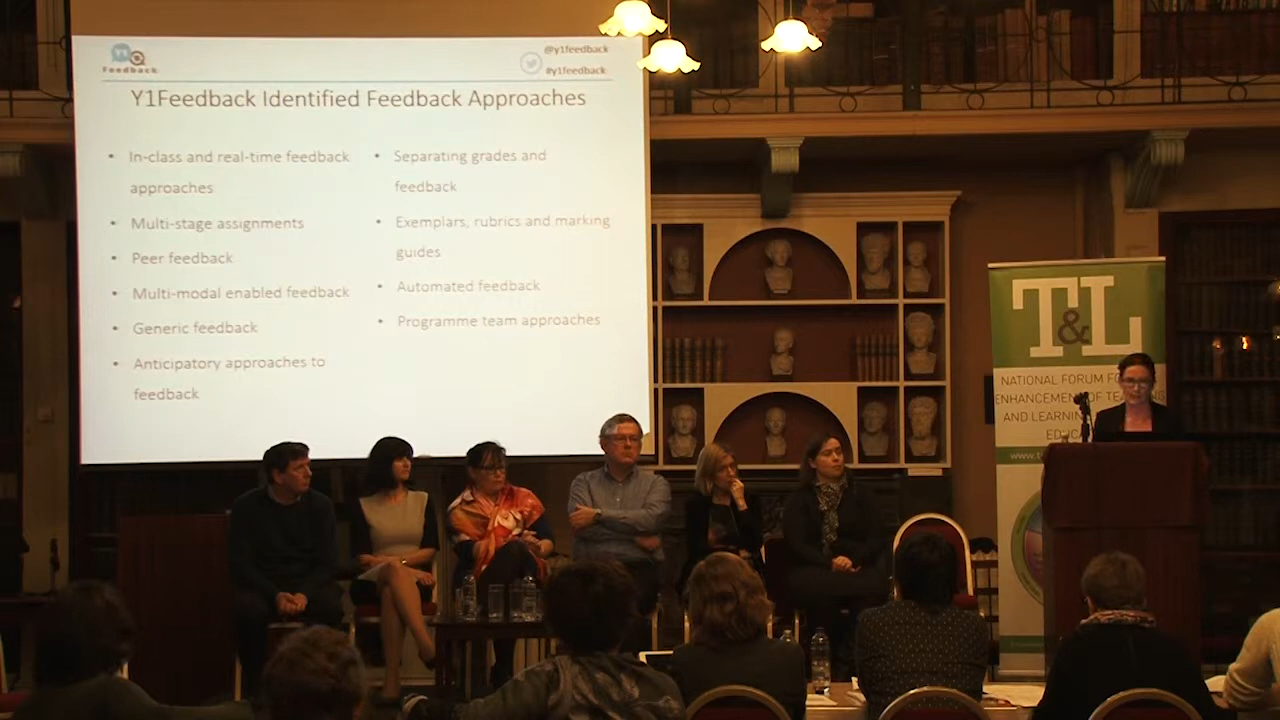 Y1
Feedback
@y1feedback
#y1feedback
Y1Feedback Identified Feedback Approaches
• In-class and real-time feedback
approaches
• Multi-stage assignments
• Peer feedback
• Multi-modal enabled feedback
• Generic feedback
• Anticipatory approaches to
feedback
• Separating grades and
feedback
• Exemplars, rubrics and marking
guides
• Automated feedback
• Programme team approaches
T&L
NATIONAL FORUM
ENHANCEMENT OF
AND LEARNING
www.